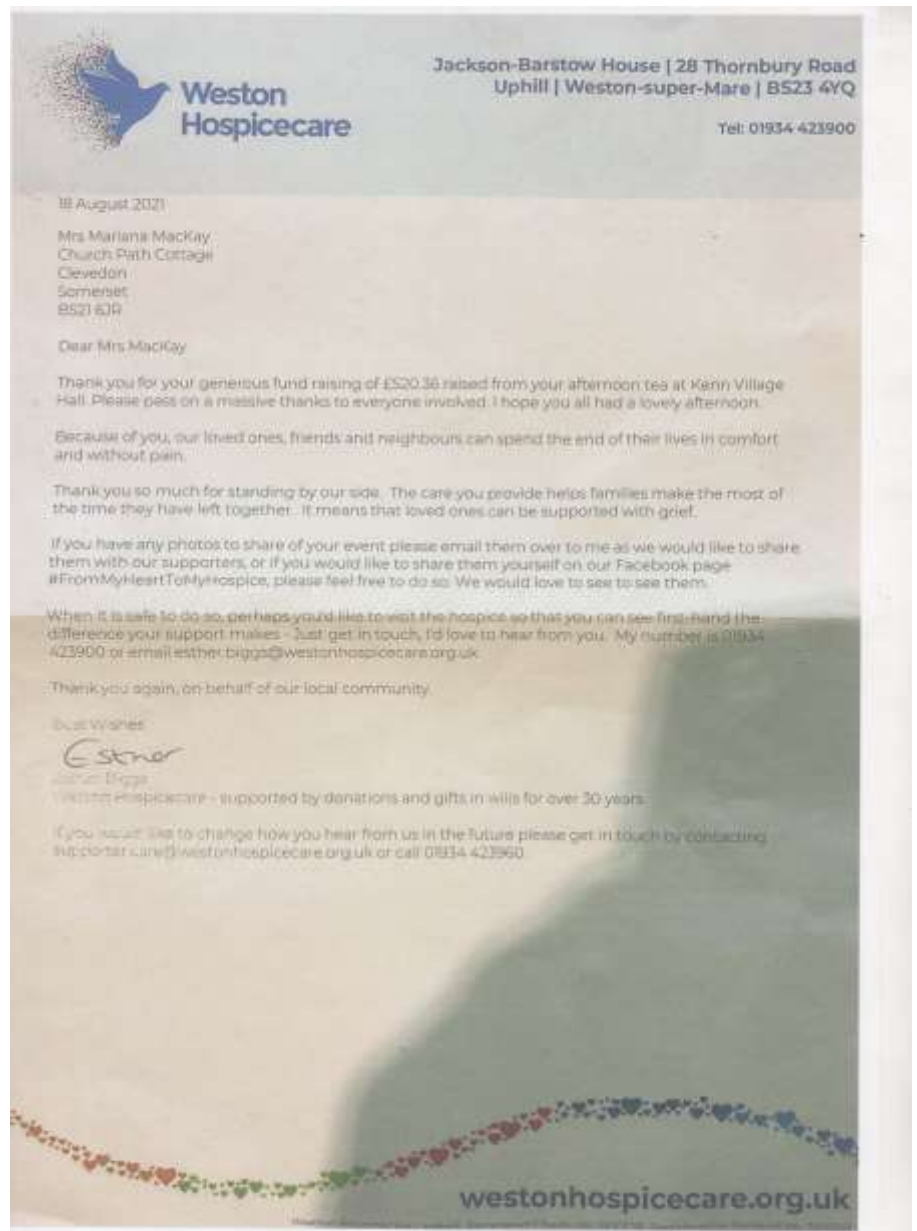 Weston
Hospicecare
Jackson-Barstow House | 28 Thornbury Road
Uphill | Weston-super-Mare | BS23 4YQ
Tel: 01934 423900
18 August 2021
Mrs Mariana MacKay
Church Path Cottage
Clevedon
Somerset
BS21 6JR
Dear Mrs MacKay
Thank you for your generous fund raising of £520.36 raised from your afternoon tea at Kenn Village
Hall. Please pass on a massive thanks to everyone involved. I hope you all had a lovely afternoon.
Because of you, our loved ones, friends and neighbours can spend the end of their lives in comfort
and without pain.
Thank you so much for standing by our side. The care you provide helps families make the most of
the time they have left together. It means that loved ones can be supported with grief.
If you have any photos to share of your event please email them over to me as we would like to share
them with our supporters, or if you would like to share them yourself on our Facebook page
#FromMyHeartToMyHospice, please feel free to do so. We would love to see to see them.
When it is safe to do so, perhaps you'd like to visit the hospice so that you can see first-hand the
difference your support makes - Just get in touch, I'd love to hear from you. My number is 01934
423900 or email esther.biggs@westonhospicecare.org.uk
Thank you again, on behalf of our local community.
Best Wishes
Esther
Esther Biggs
Weston Hospicecare - supported by donations and gifts in wills for over 30 years.
If you would like to change how you hear from us in the future please get in touch by contacting
supporter.care@westonhospicecare.org.uk or call 01934 423960
westonhospicecare.org.uk